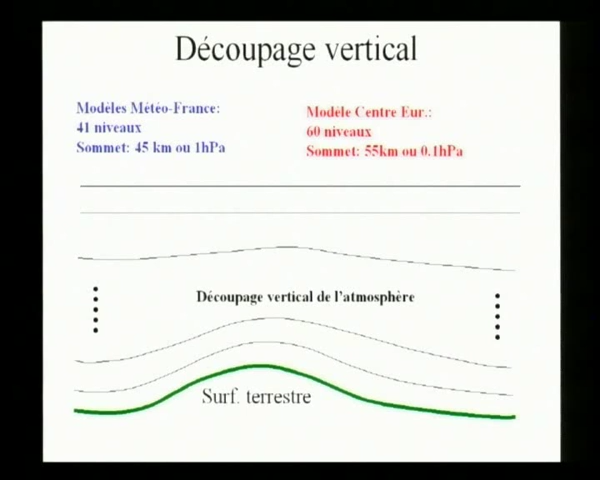 Découpage vertical
Modèles Météo-France:
41 niveaux
Sommet: 45 km ou 1hPa
Modèle Centre Eur.:
60 niveaux
Sommet: 55km ou 0.1hPa
Découpage vertical de l'atmosphère
Surf. terrestre